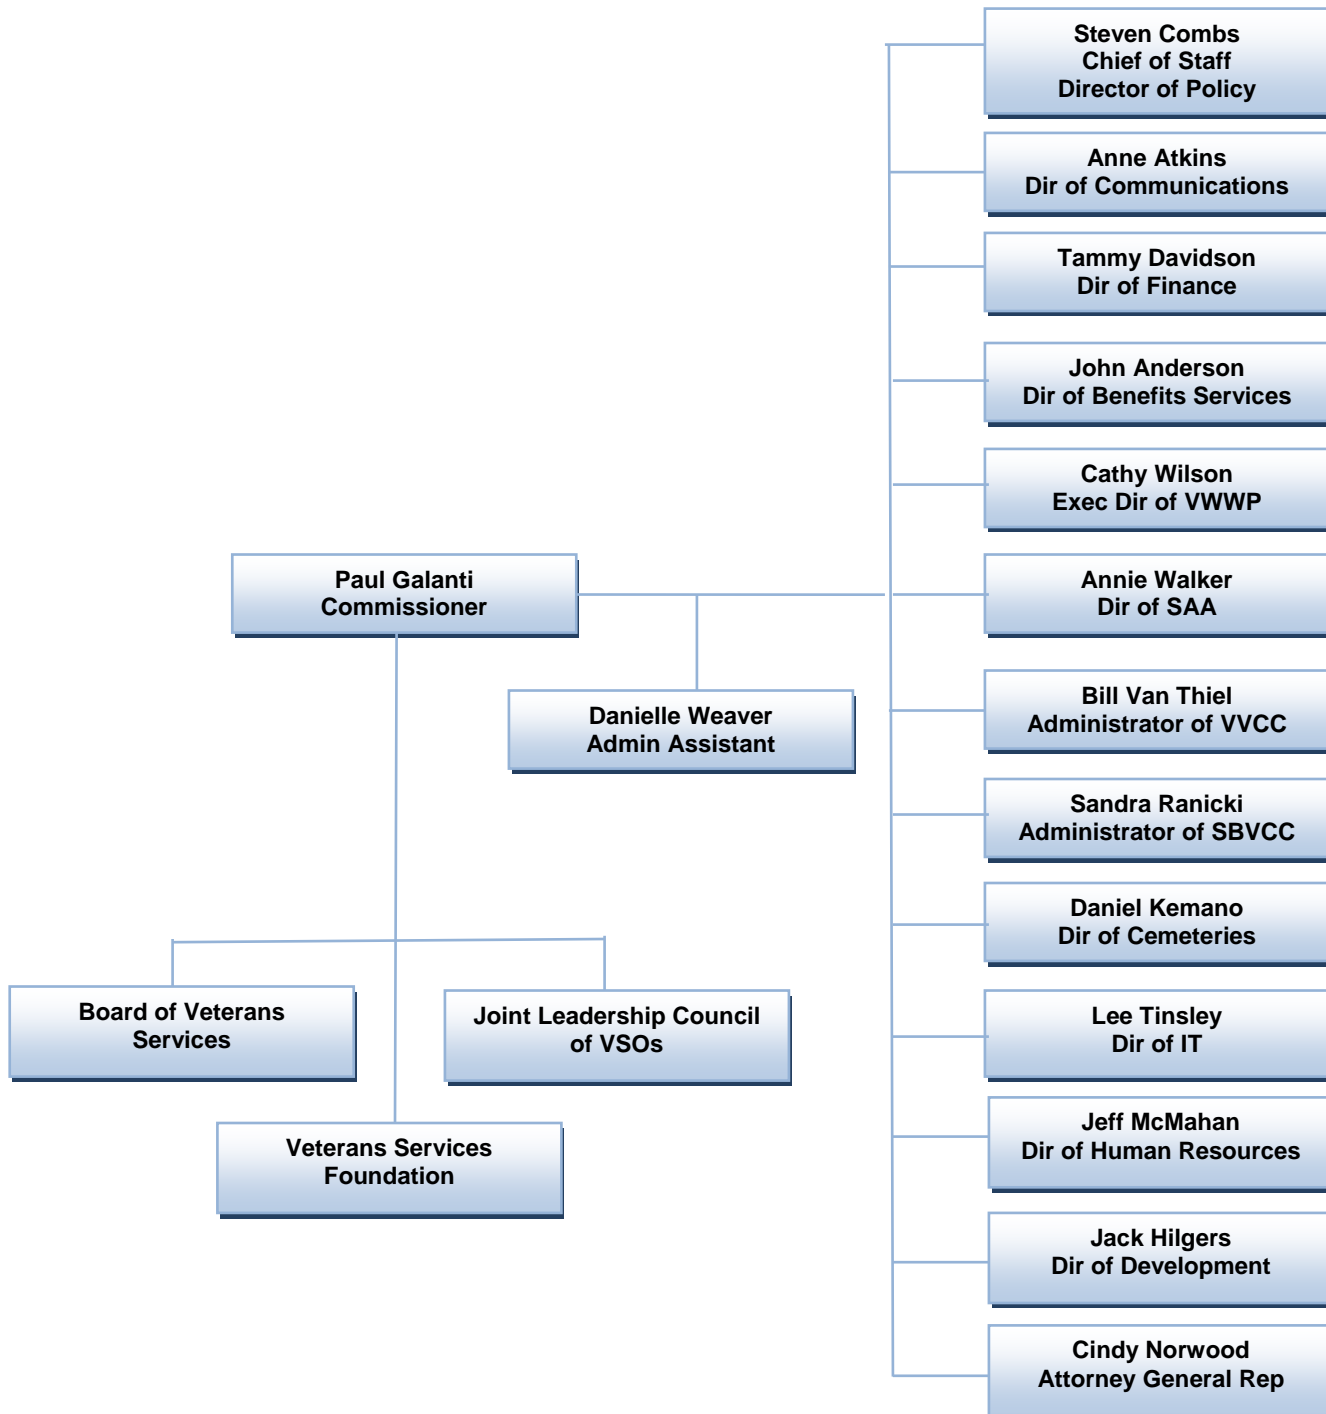 Steven Combs
Chief of Staff
Director of Policy
Anne Atkins
Dir of Communications
Tammy Davidson
Dir of Finance
John Anderson
Dir of Benefits Services
Cathy Wilson
Exec Dir of VWWP
Paul Galanti
Commissioner
Annie Walker
Dir of SAA
Danielle Weaver
Admin Assistant
Bill Van Thiel
Administrator of VVCC
Sandra Ranicki
Administrator of SBVCC
Daniel Kemano
Dir of Cemeteries
Board of Veterans
Services
Joint Leadership Council
of VSOs
Lee Tinsley
Dir of IT
Veterans Services
Foundation
Jeff McMahan
Dir of Human Resources
Jack Hilgers
Dir of Development
Cindy Norwood
Attorney General Rep